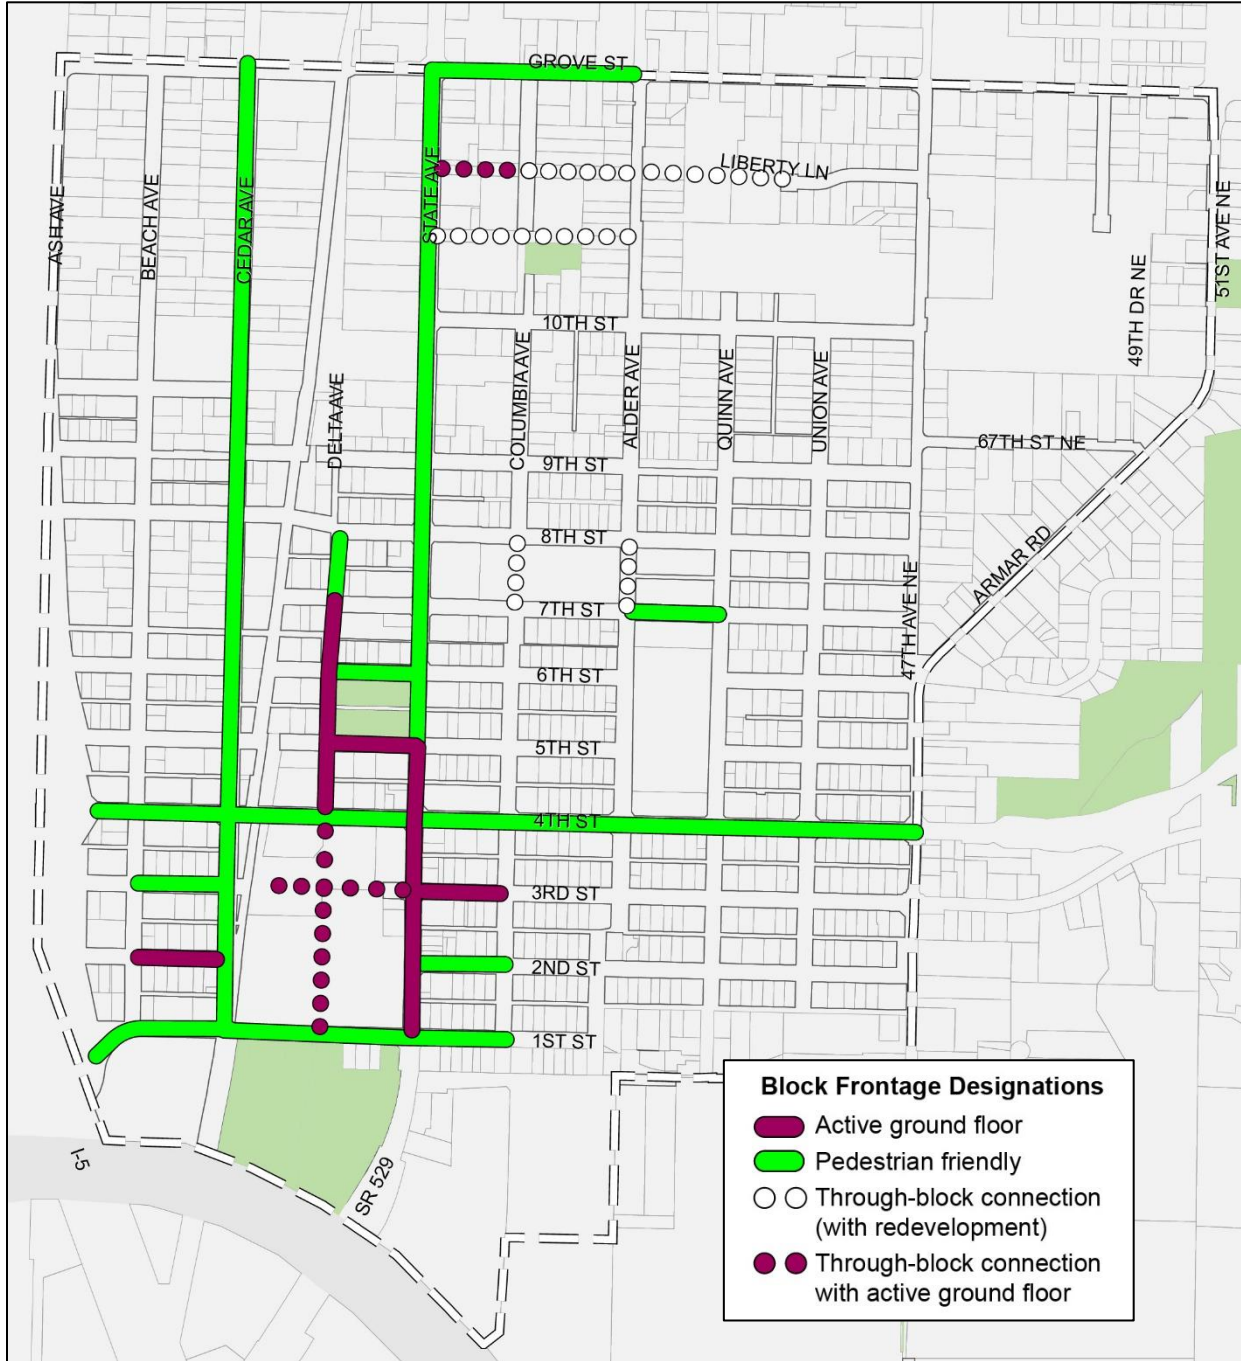 GROVE ST
LIBERTY LN
ASH AVE
BEACH AVE
CEDAR AVE
STATE AVE
51ST AVE NE
49TH DR NE
10TH ST
DELTA AVE
COLUMBIA AVE
ALDER AVE
QUINN AVE
UNION AVE
67TH ST NE
9TH ST
8TH ST
ARMAR RD
7TH ST
47TH AVE NE
6TH ST
5TH ST
4TH ST
3RD ST
2ND ST
1ST ST
I-5
SR 529
Block Frontage Designations
Active ground floor
Pedestrian friendly
Through-block connection
(with redevelopment)
Through-block connection
with active ground floor